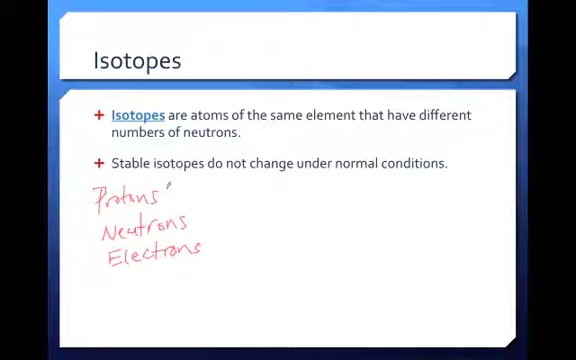 Isotopes
+ Isotopes are atoms of the same element that have different
numbers of neutrons.
+ Stable isotopes do not change under normal conditions.
Protons
Neutrons
Electrons